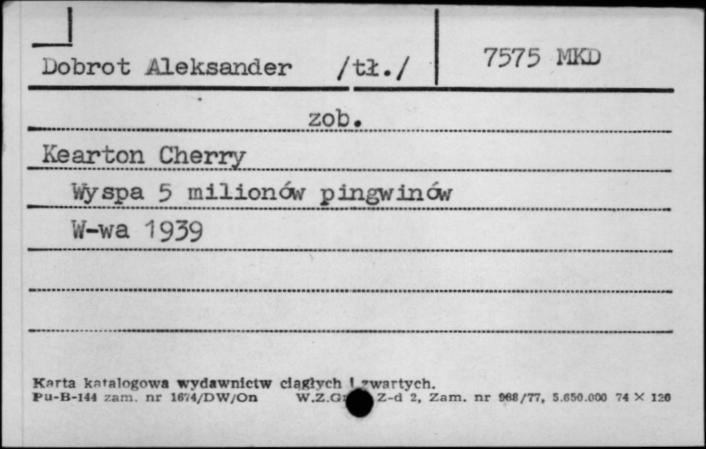 Dobrot Aleksander /tł./ 7575 MKD
zob.
Kearton Cherry
Wyspa 5 milionów pingwinów
W-wa 1939
Karta katalogowa wydawnictw ciągłych i zwartych.
Pu-B-144 zam. nr 1674/DW/On W.Z.G Z-d 2, Zam. nr 968/77, 5.650.000 74 × 126